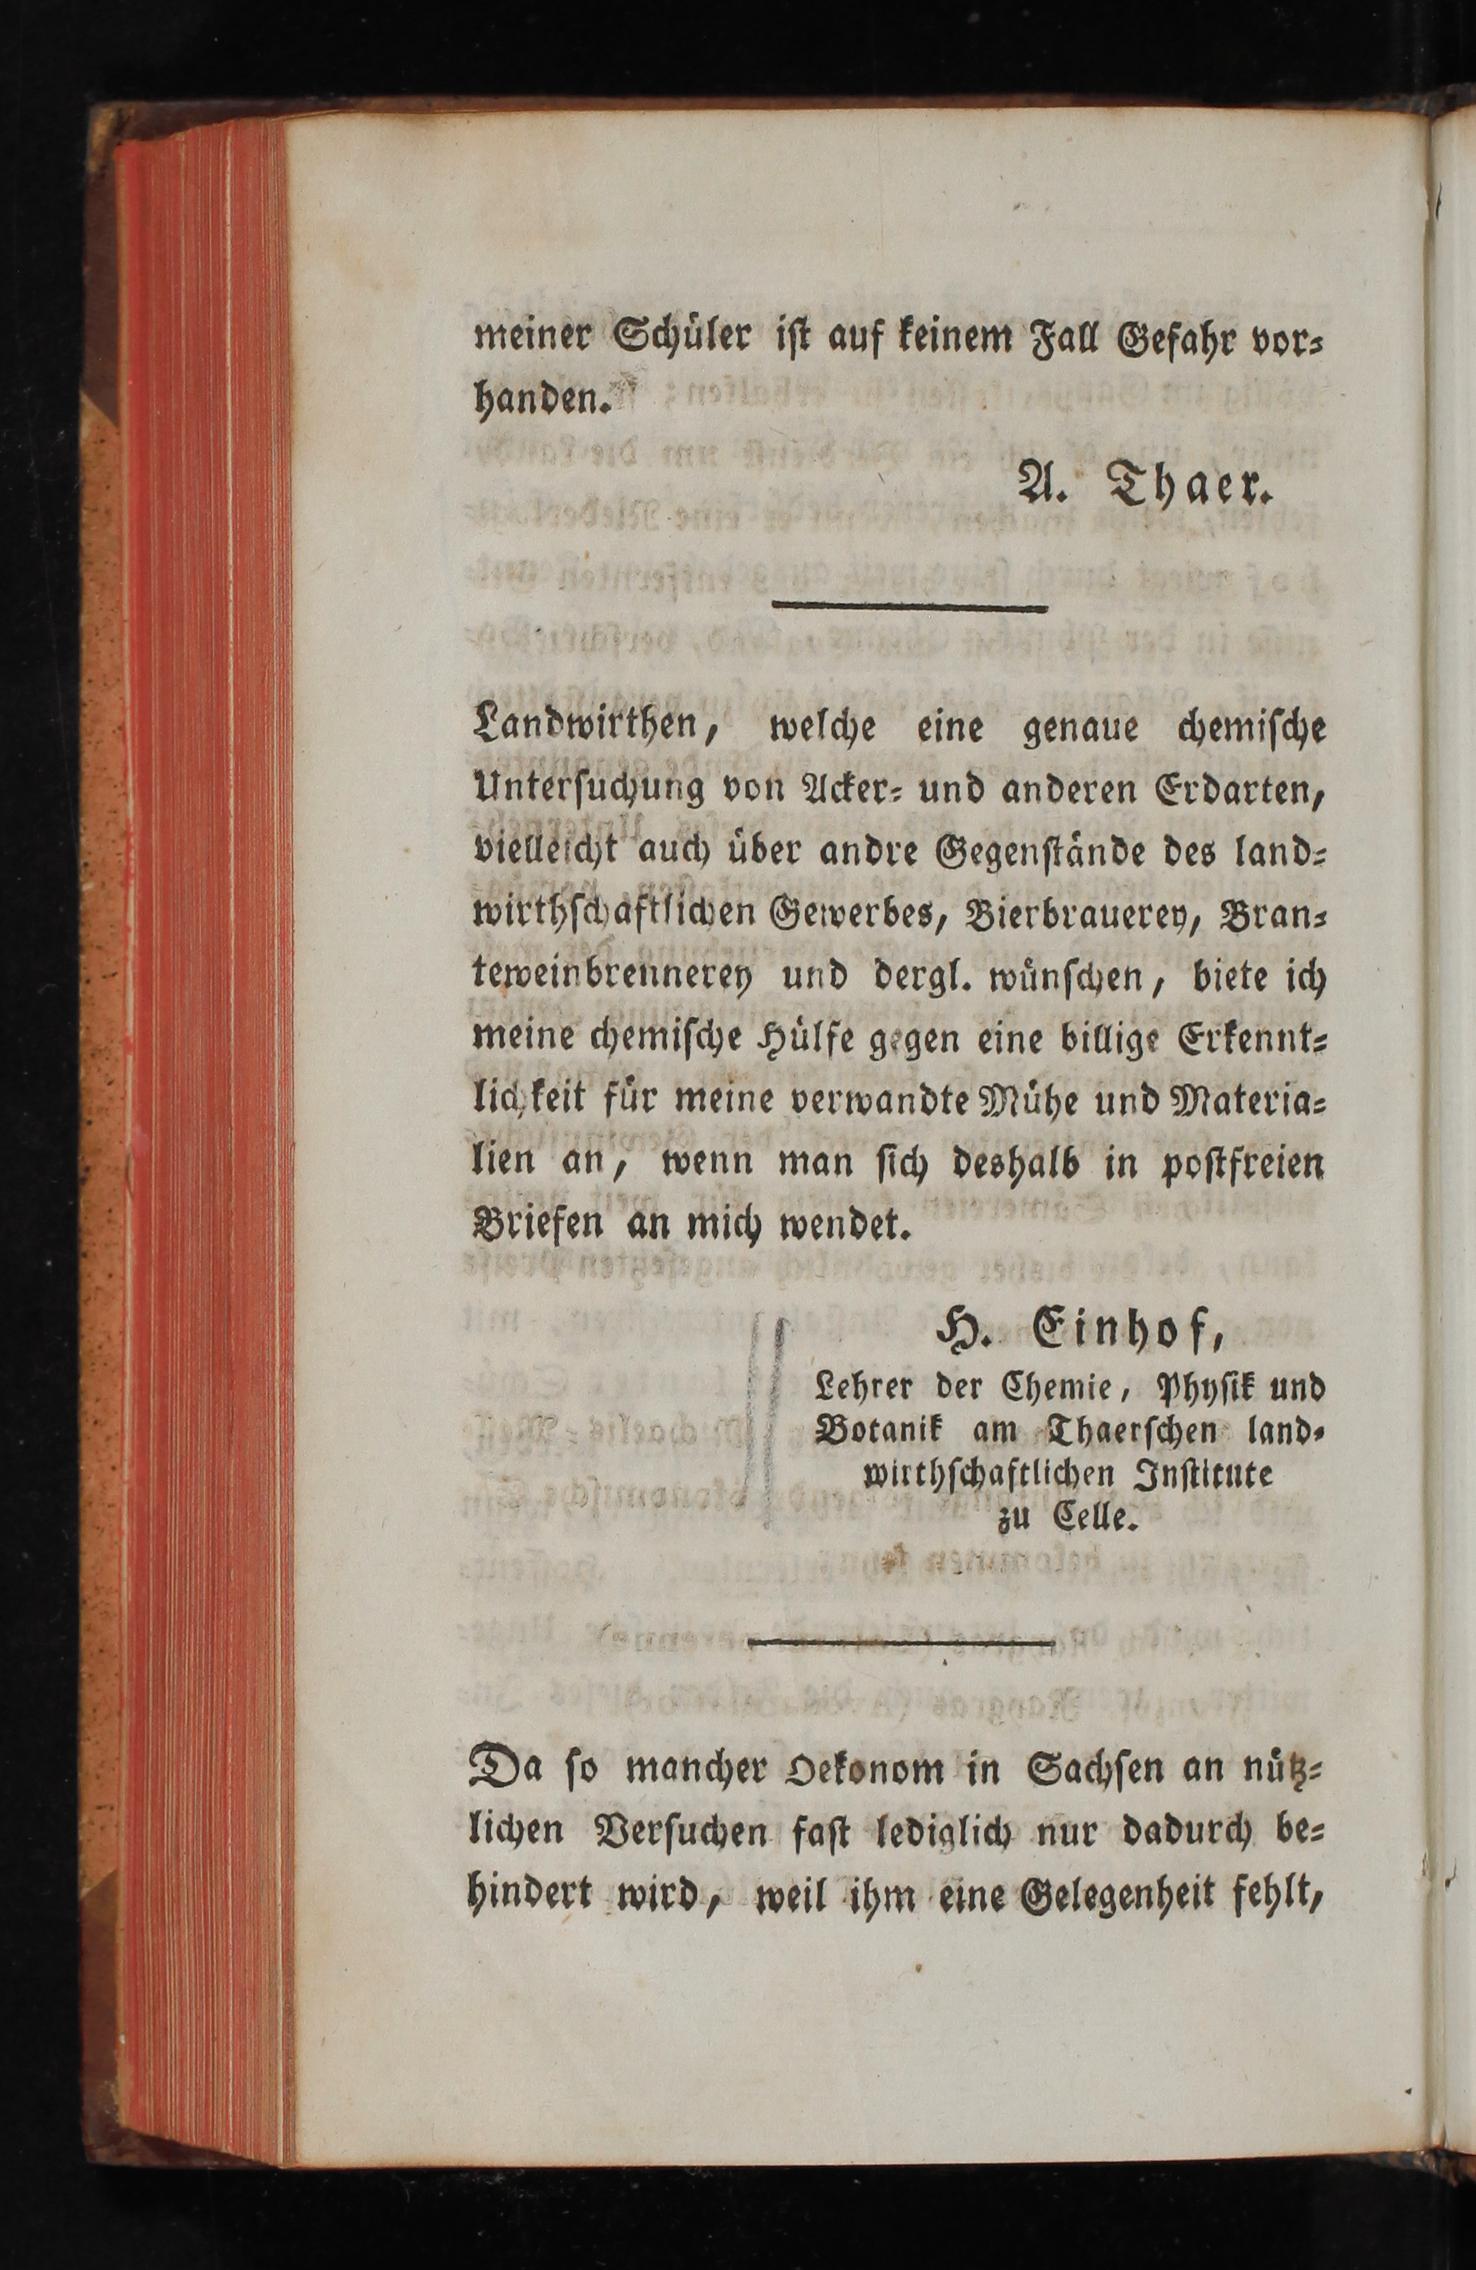 meiner Schüler ist auf keinem Fall Gefahr vor=
handen.
A. Thaer.
Landwirthen, welche eine genaue chemische
Untersuchung von Acker= und anderen Erdarten,
vielleicht auch über andre Gegenstände des land=
wirthschaftlichen Gewerbes, Bierbrauerey, Bran=
teweinbrennerey und dergl. wünschen, biete ich
meine chemische Hülfe gegen eine billige Erkennt=
lichkeit für meine verwandte Mühe und Materia=
lien an, wenn man sich deshalb in postfreien
Briefen an mich wendet.
H. Einhof,
Lehrer der Chemie, Physik und
Botanik am Thaerschen land=
wirthschaftlichen Institute
zu Celle.
Da so mancher Oekonom in Sachsen an nütz=
lichen Versuchen fast lediglich nur dadurch be=
hindert wird, weil ihm eine Gelegenheit fehlt,